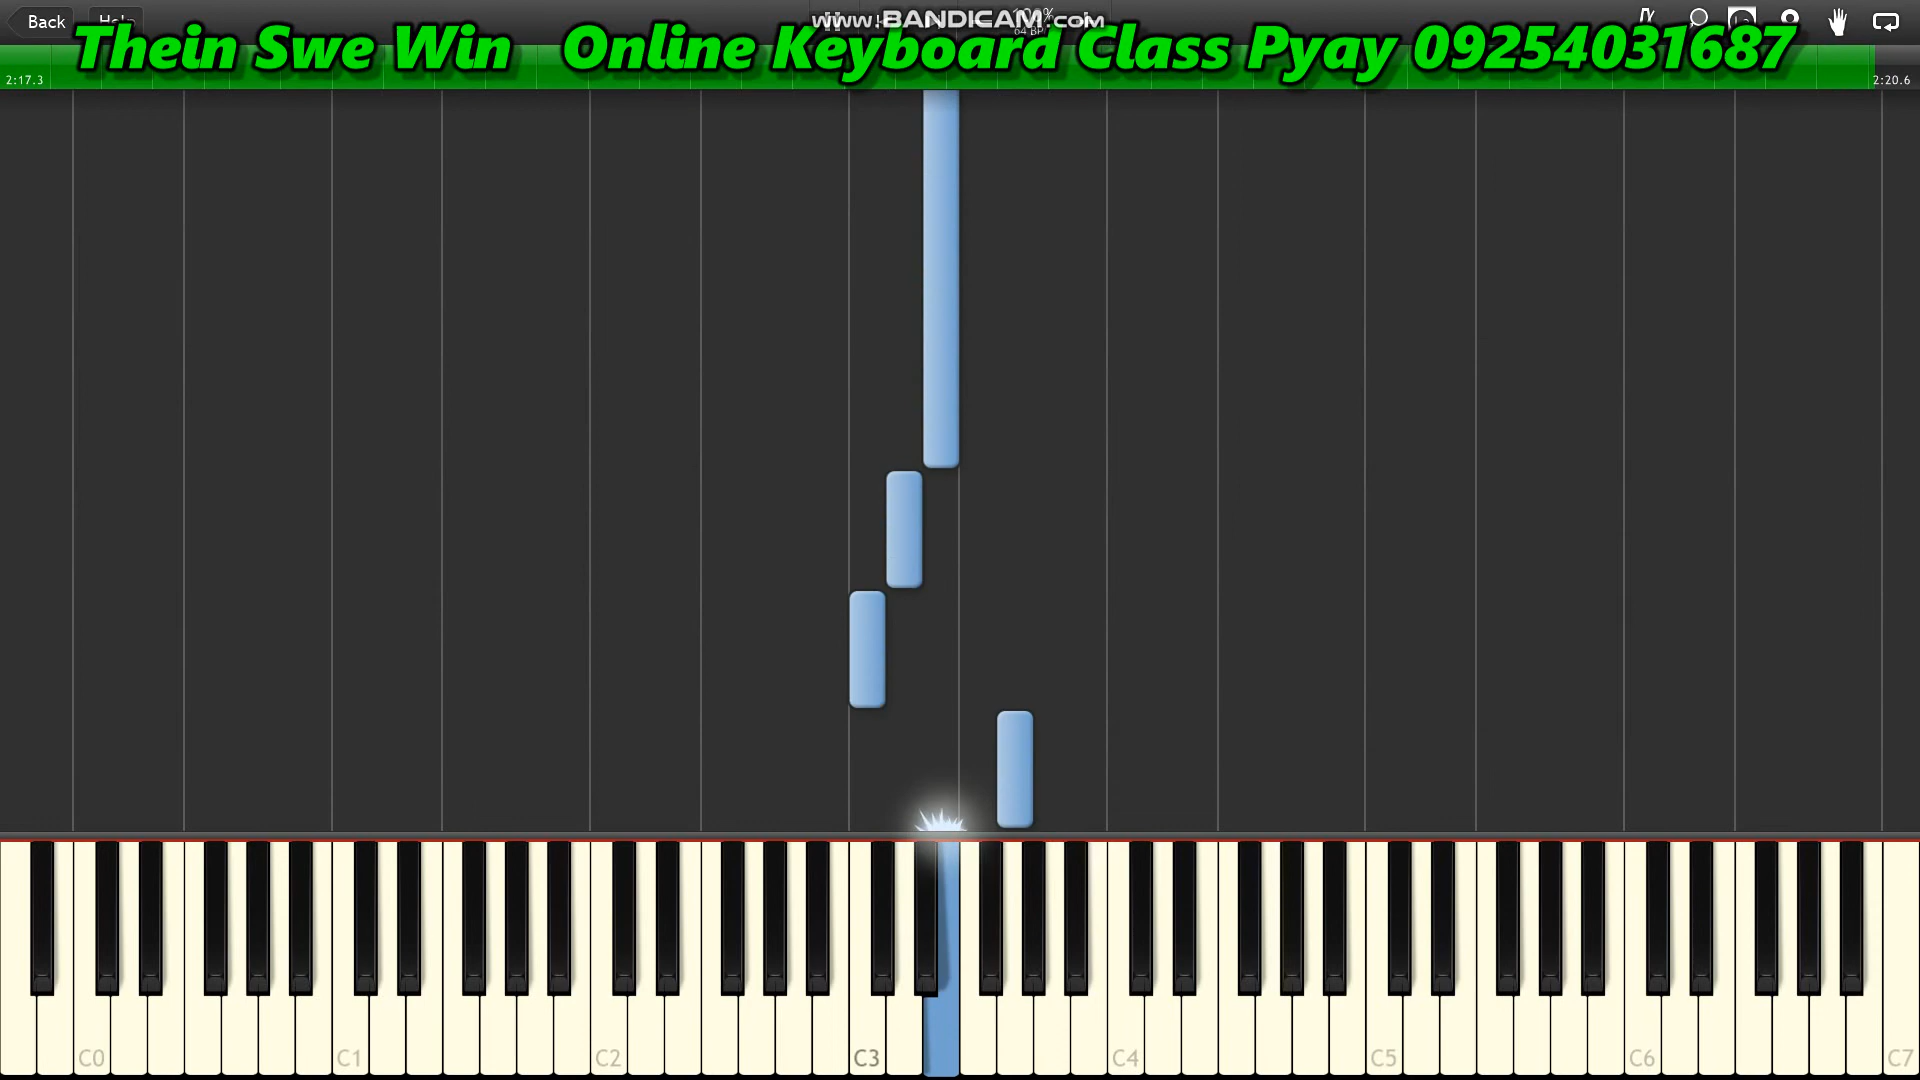 Back Help www.BANDICAM.com
Thein Swe Win Online Keyboard Class Pyay 09254031687
2:17.3 2:20.6
C0 C1 C2 C3 C4 C5 C6 C7